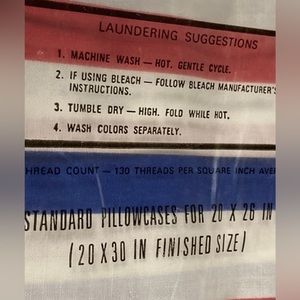 LAUNDERING SUGGESTIONS
1. MACHINE WASH — HOT. GENTLE CYCLE.
2. IF USING BLEACH — FOLLOW BLEACH MANUFACTURER'S
INSTRUCTIONS.
3. TUMBLE DRY — HIGH. FOLD WHILE HOT.
4. WASH COLORS SEPARATELY.
THREAD COUNT — 130 THREADS PER SQUARE INCH AVE
STANDARD PILLOWCASES FOR 20 X 26 IN
(20 X 30 IN FINISHED SIZE)